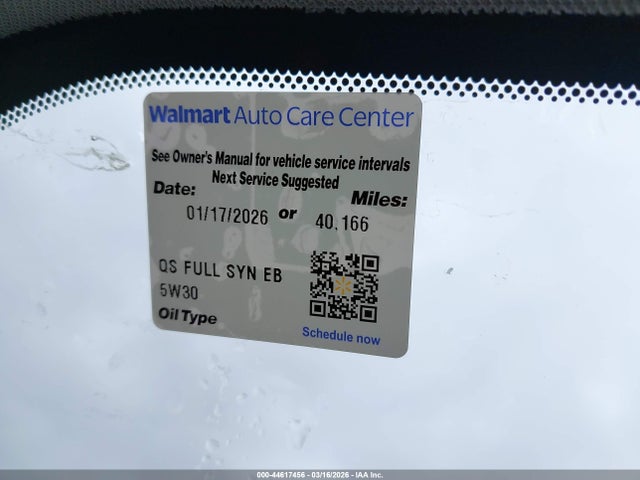 Walmart Auto Care Center
See Owner's Manual for vehicle service intervals
Next Service Suggested
Date: Miles:
01/17/2026 or 40,166
QS FULL SYN EB
5W30
Oil Type
Schedule now
000-44617456 - 03/16/2026 - IAA Inc.